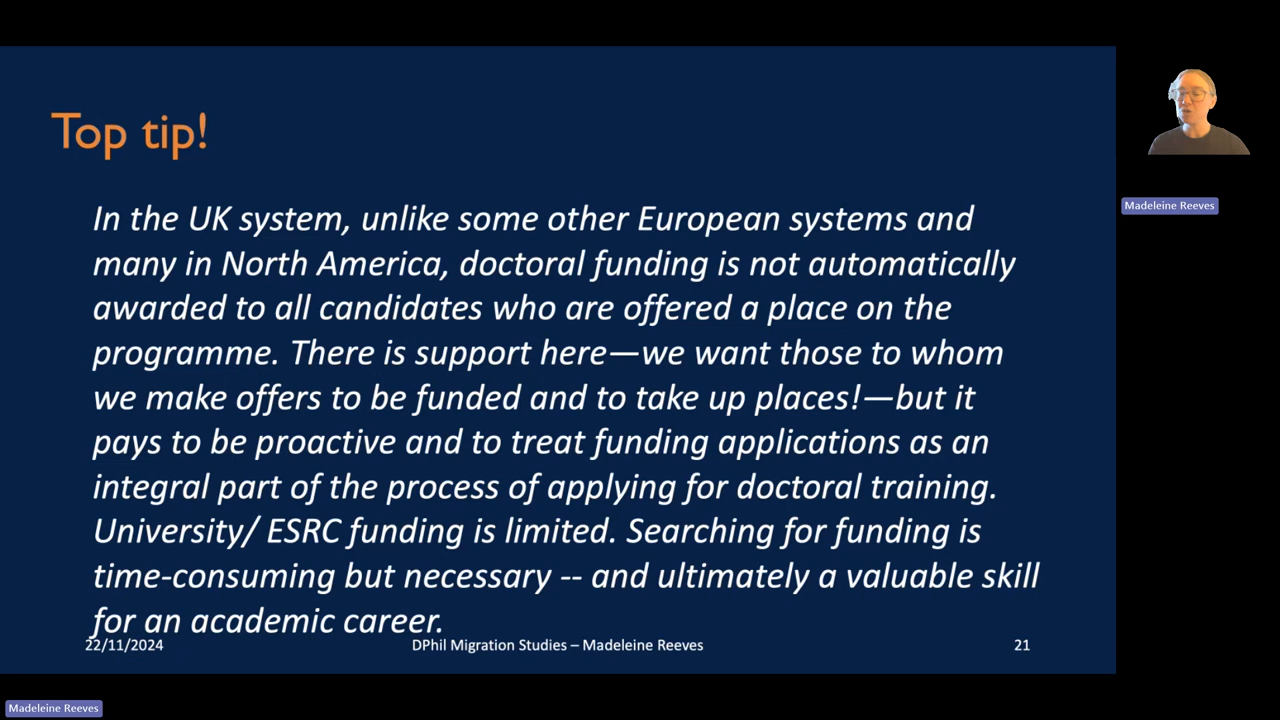 Top tip!
In the UK system, unlike some other European systems and
many in North America, doctoral funding is not automatically
awarded to all candidates who are offered a place on the
programme. There is support here—we want those to whom
we make offers to be funded and to take up places!—but it
pays to be proactive and to treat funding applications as an
integral part of the process of applying for doctoral training.
University/ ESRC funding is limited. Searching for funding is
time-consuming but necessary -- and ultimately a valuable skill
for an academic career.
22/11/2024
DPhil Migration Studies – Madeleine Reeves
21
Madeleine Reeves
Madeleine Reeves